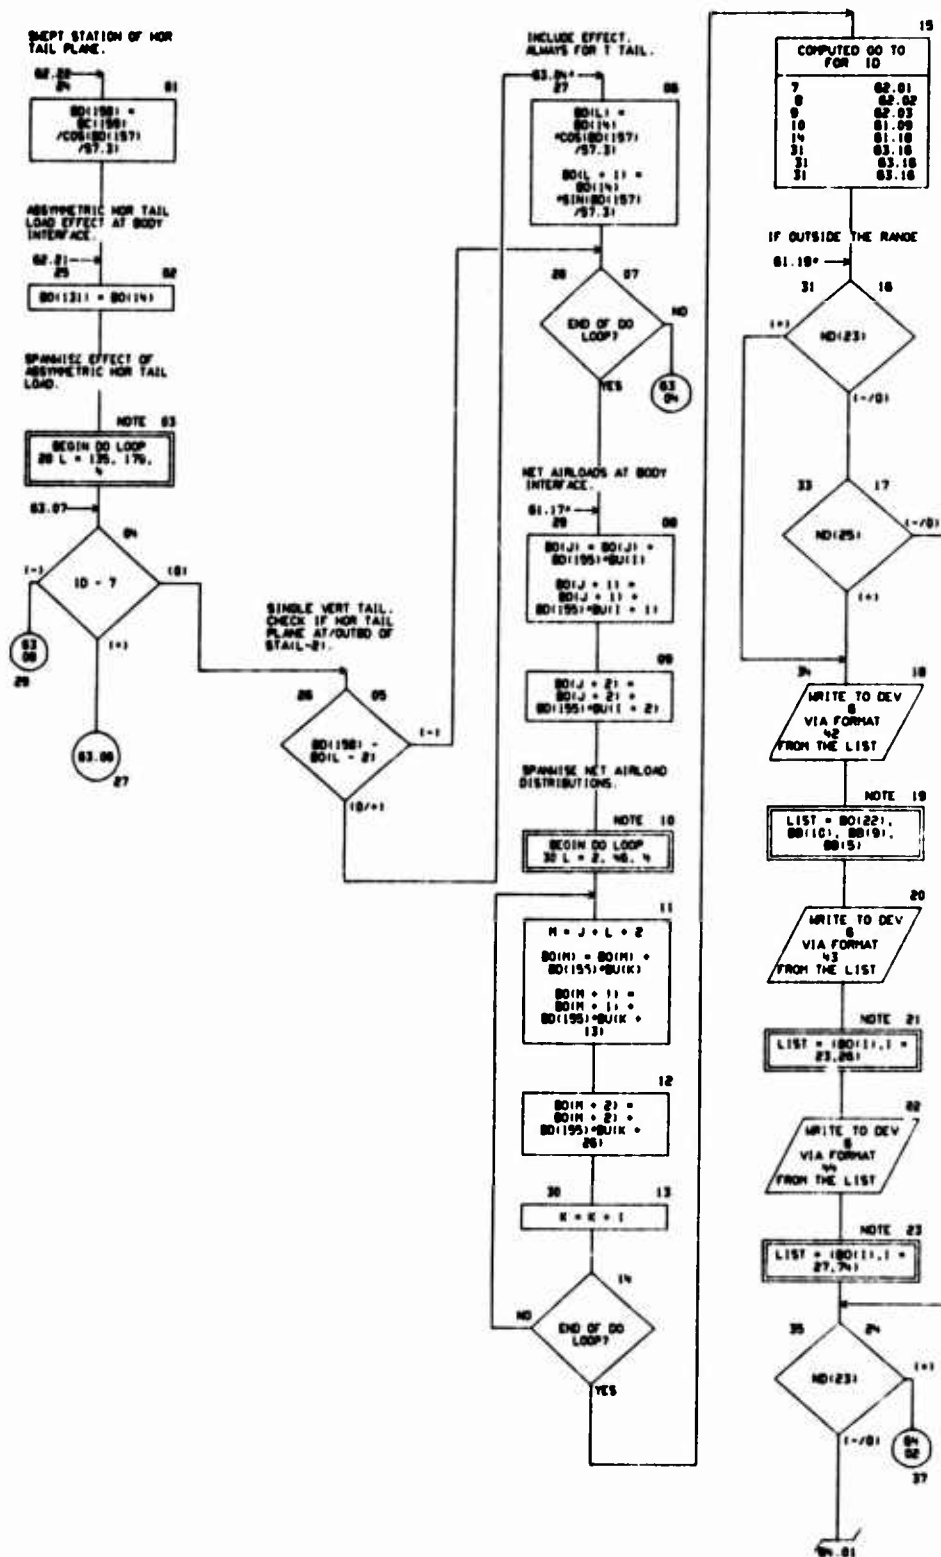 SWEPT STATION OF HOR
TAIL PLANE.
24
01
/COS(BD(157)
/57.3)
ASSYMMETRIC HOR TAIL
LOAD EFFECT AT BODY
INTERFACE.
62.21
25
02
BD(131) = BD(14)
SPANWISE EFFECT OF
ASSYMMETRIC HOR TAIL
LOAD.
NOTE 03
BEGIN DO LOOP
28 L = 135, 175,
4
63.07
04
(-)
ID - 7
(0)
(+)
63
08
28
63.06
27
SINGLE VERT TAIL.
CHECK IF HOR TAIL
PLANE AT/OUTBD OF
STA(L-2).
26 05
BD(158) -
BD(L - 2)
(-)
(0/+)
INCLUDE EFFECT.
ALWAYS FOR T TAIL.
63.04*
27
06
BD(L) =
BD(14)
*COS(BD(157)
/57.3)
BD(L + 1) =
BD(14)
*SIN(BD(157)
/57.3)
28 07
END OF DO
LOOP?
NO
63
04
YES
NET AIRLOADS AT BODY
INTERFACE.
61.17*
29
08
BD(J) = BD(J) +
BD(195)*BU(I)
BD(J + 1) =
BD(J + 1) +
BD(195)*BU(I + 1)
09
BD(J + 2) =
BD(J + 2) +
BD(195)*BU(I + 2)
SPANWISE NET AIRLOAD
DISTRIBUTIONS.
NOTE 10
BEGIN DO LOOP
30 L = 2, 46, 4
11
M = J + L + 2
BD(M) = BD(M) +
BD(195)*BU(K)
BD(M + 1) =
BD(M + 1) +
BD(195)*BU(K +
13)
12
BD(M + 2) =
BD(M + 2) +
BD(195)*BU(K +
26)
30 13
K = K + 1
14
NO
END OF DO
LOOP?
YES
15
COMPUTED GO TO
FOR ID
7 62.01
8 62.02
9 62.03
10 61.09
14 61.18
31 63.16
31 63.16
31 63.16
IF OUTSIDE THE RANGE
61.19*
31 16
(+)
ND(23)
(-/0)
33 17
ND(25)
(-/0)
(+)
34 18
WRITE TO DEV
6
VIA FORMAT
42
FROM THE LIST
NOTE 19
LIST = BD(22),
BB(10), BB(9),
BB(5)
20
WRITE TO DEV
6
VIA FORMAT
43
FROM THE LIST
NOTE 21
LIST = (BD(I),I =
23,26)
22
WRITE TO DEV
6
VIA FORMAT
44
FROM THE LIST
NOTE 23
LIST = (BD(I),I =
27,74)
35 24
ND(23)
(+)
(-/0)
64
02
37
64.01